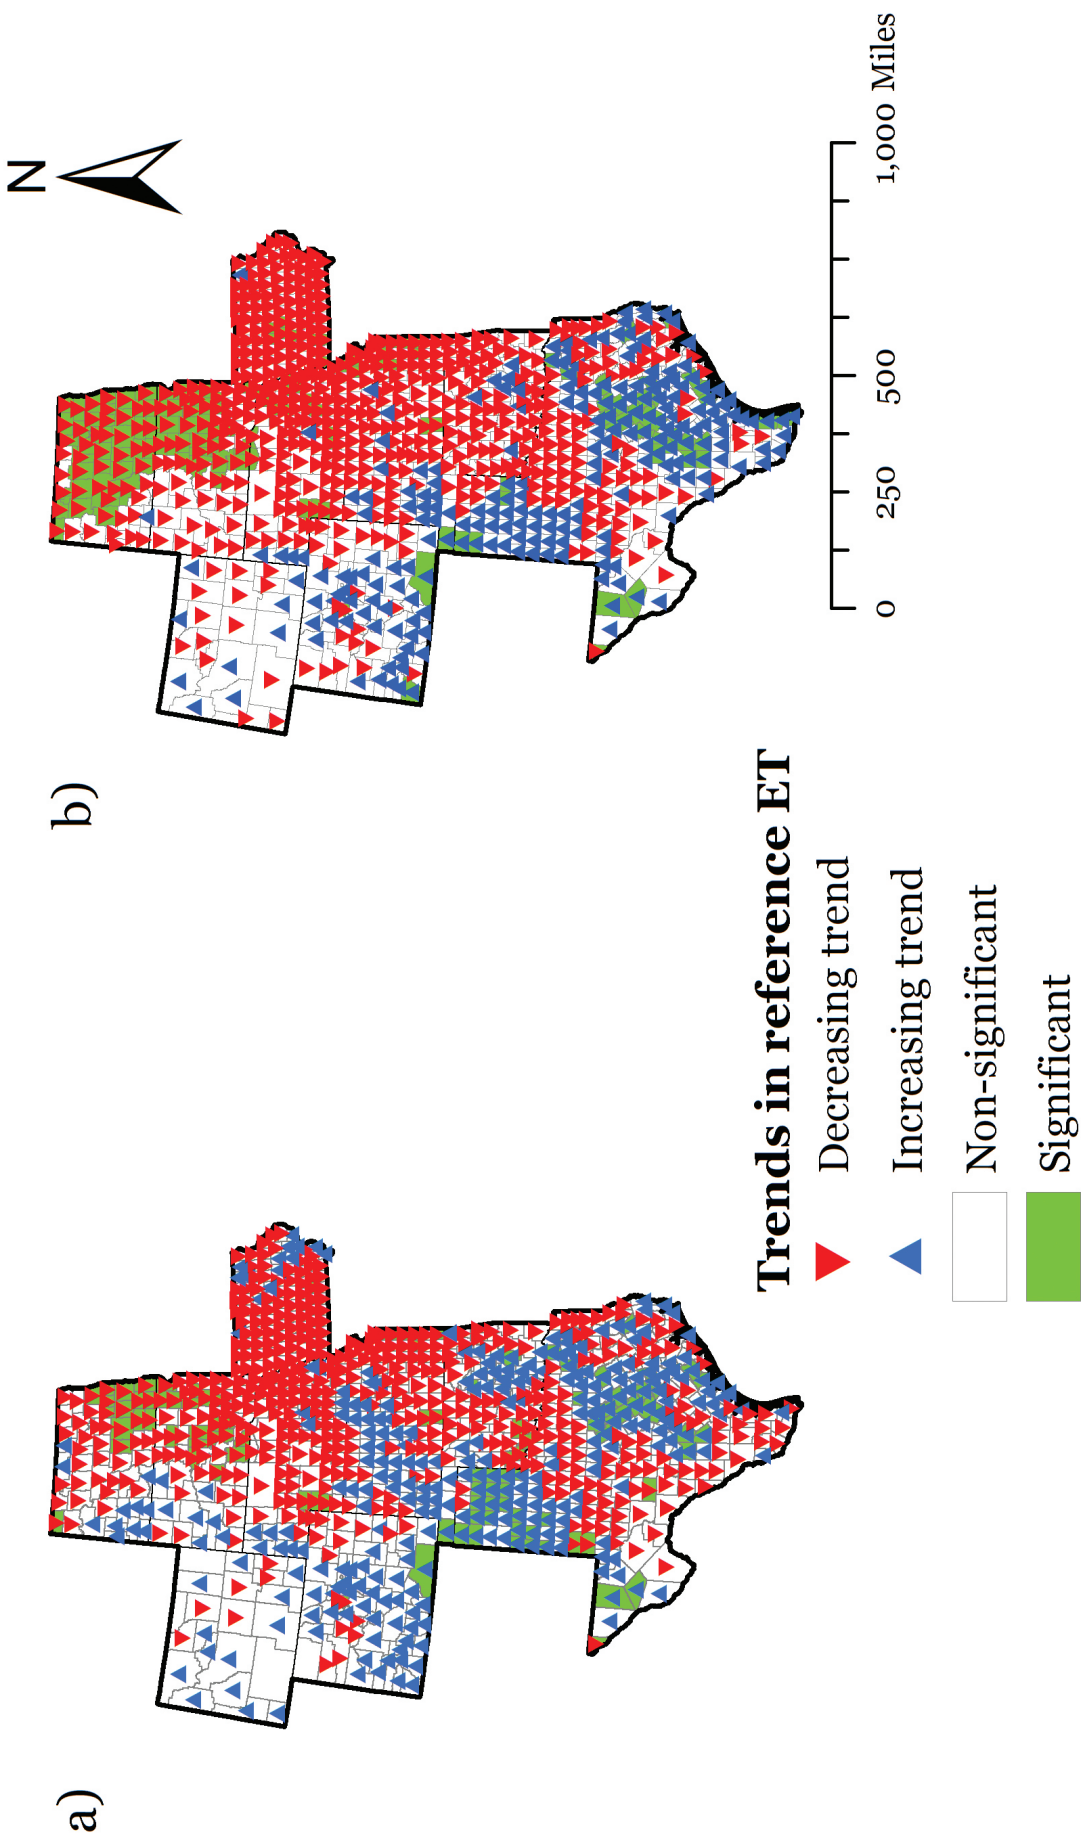 a)
b)
N
0 250 500 1,000 Miles
Trends in reference ET
Decreasing trend
Increasing trend
Non-significant
Significant